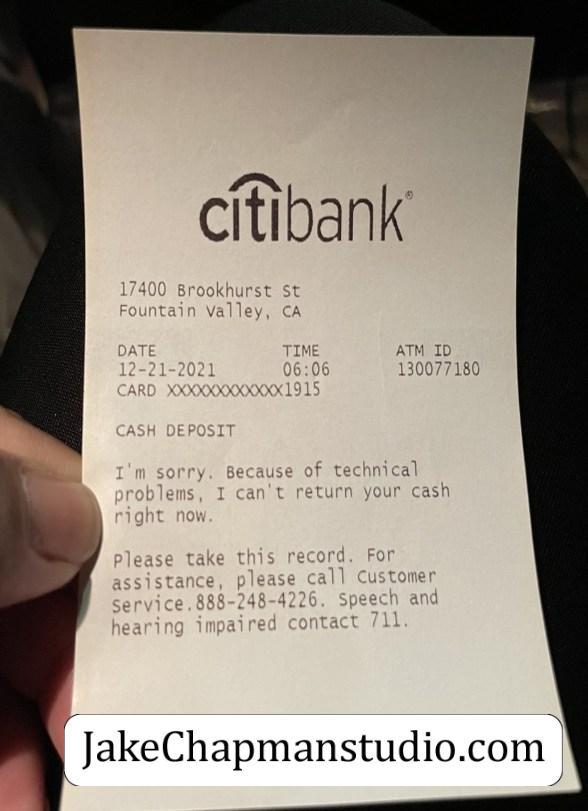 citibank®
17400 Brookhurst St
Fountain Valley, CA
DATE TIME ATM ID
12-21-2021 06:06 130077180
CARD XXXXXXXXXXXX1915
CASH DEPOSIT
I'm sorry. Because of technical
problems, I can't return your cash
right now.
Please take this record. For
assistance, please call Customer
Service.888-248-4226. Speech and
hearing impaired contact 711.
JakeChapmanstudio.com